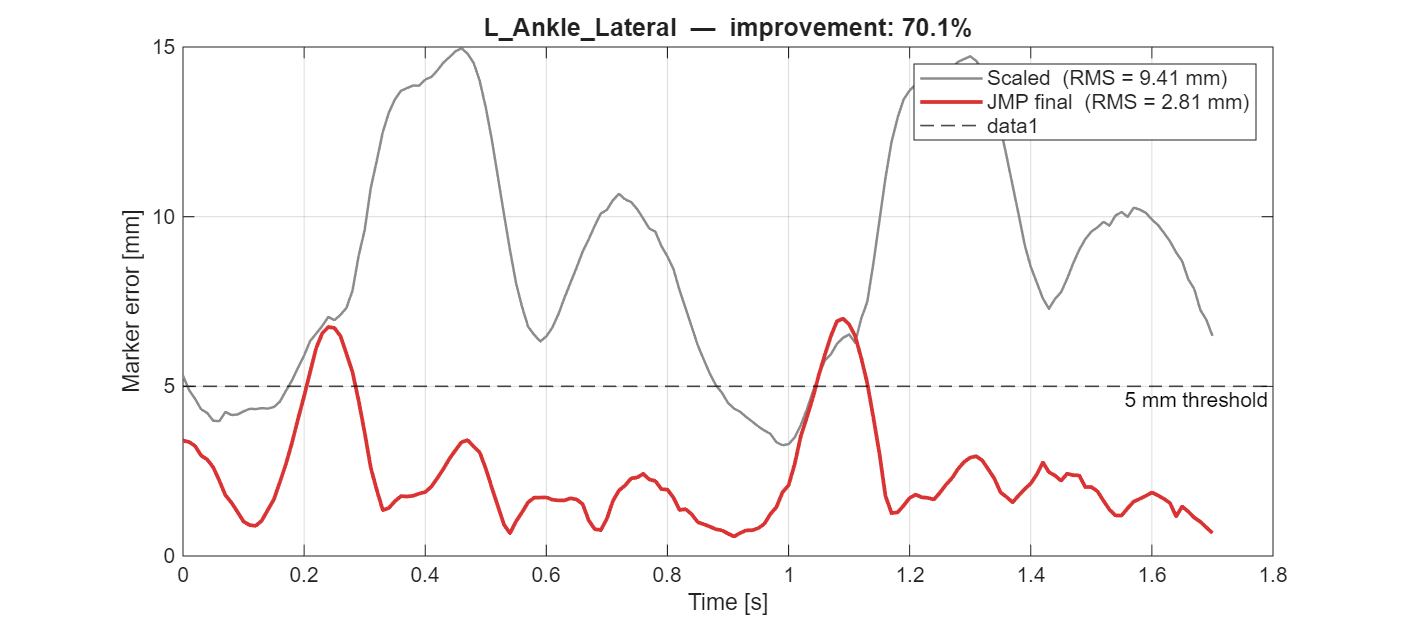 L_Ankle_Lateral — improvement: 70.1%
15
10
5
0
Marker error [mm]
Scaled (RMS = 9.41 mm)
JMP final (RMS = 2.81 mm)
data1
5 mm threshold
0 0.2 0.4 0.6 0.8 1 1.2 1.4 1.6 1.8
Time [s]